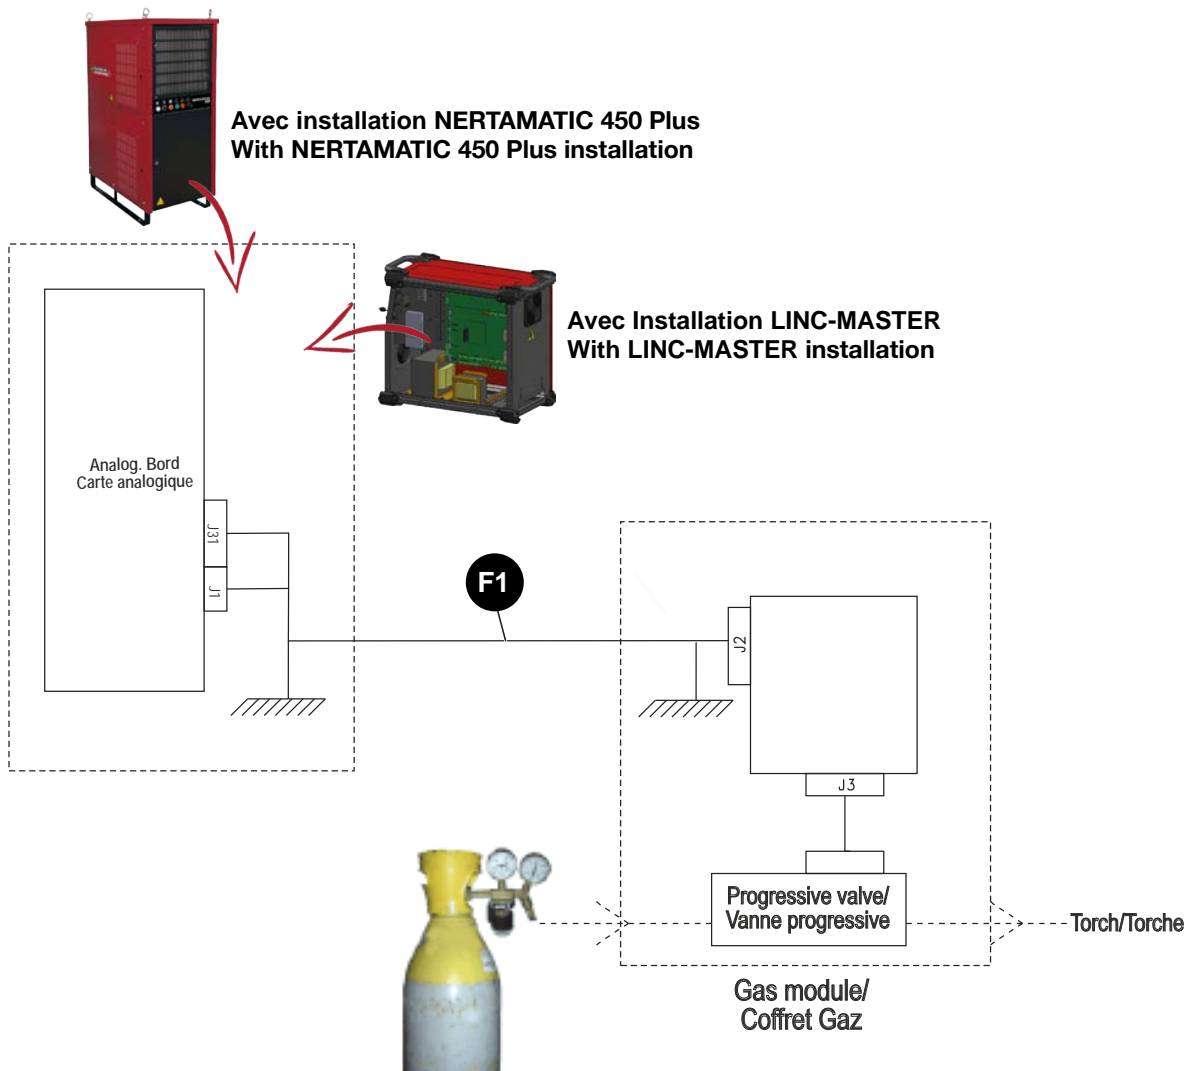 Avec installation NERTAMATIC 450 Plus
With NERTAMATIC 450 Plus installation
Avec Installation LINC-MASTER
With LINC-MASTER installation
Analog. Bord
Carte analogique
J31
J1
F1
J2
J3
Progressive valve/
Vanne progressive
Torch/Torche
Gas module/
Coffret Gaz